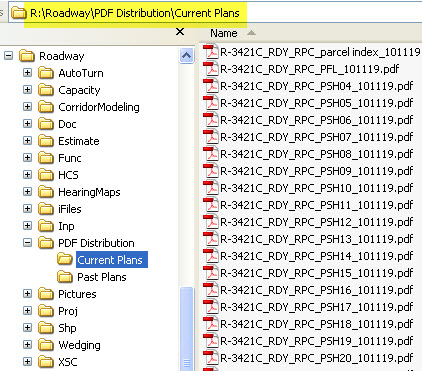 R:\Roadway\PDF Distribution\Current Plans
Name
Roadway
AutoTurn
Capacity
CorridorModeling
Doc
Estimate
Func
HCS
HearingMaps
iFiles
Inp
PDF Distribution
Current Plans
Past Plans
Pictures
Proj
Shp
Wedging
XSC
R-3421C_RDY_RPC_parcel index_101119
R-3421C_RDY_RPC_PFL_101119.pdf
R-3421C_RDY_RPC_PSH04_101119.pdf
R-3421C_RDY_RPC_PSH05_101119.pdf
R-3421C_RDY_RPC_PSH06_101119.pdf
R-3421C_RDY_RPC_PSH07_101119.pdf
R-3421C_RDY_RPC_PSH08_101119.pdf
R-3421C_RDY_RPC_PSH09_101119.pdf
R-3421C_RDY_RPC_PSH10_101119.pdf
R-3421C_RDY_RPC_PSH11_101119.pdf
R-3421C_RDY_RPC_PSH12_101119.pdf
R-3421C_RDY_RPC_PSH13_101119.pdf
R-3421C_RDY_RPC_PSH14_101119.pdf
R-3421C_RDY_RPC_PSH15_101119.pdf
R-3421C_RDY_RPC_PSH16_101119.pdf
R-3421C_RDY_RPC_PSH17_101119.pdf
R-3421C_RDY_RPC_PSH18_101119.pdf
R-3421C_RDY_RPC_PSH19_101119.pdf
R-3421C_RDY_RPC_PSH20_101119.pdf